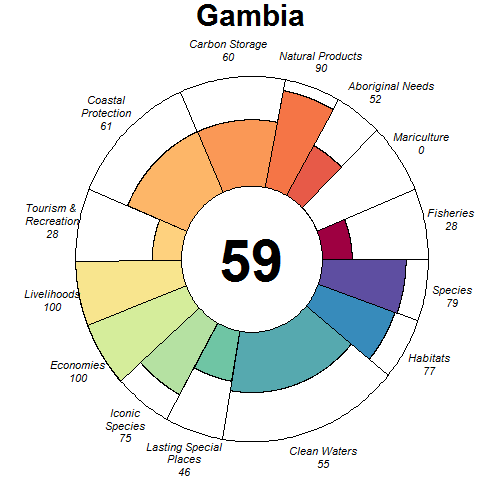 Gambia
Carbon Storage
60
Natural Products
90
Aboriginal Needs
52
Mariculture
0
Fisheries
28
Species
79
Habitats
77
Clean Waters
55
Lasting Special
Places
46
Iconic
Species
75
Economies
100
Livelihoods
100
Tourism &
Recreation
28
Coastal
Protection
61
59